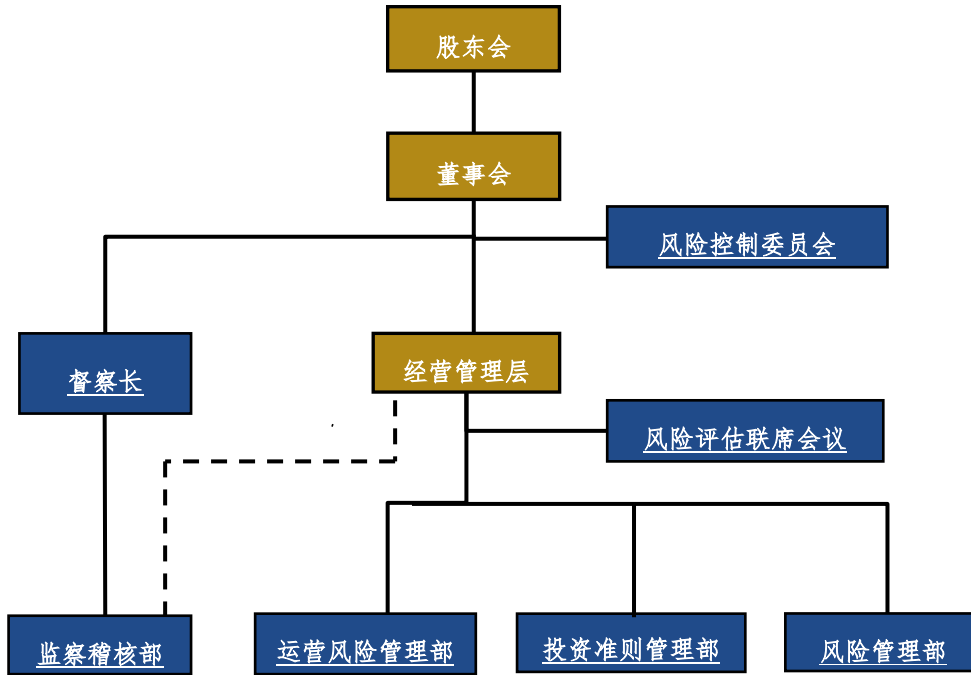 股东会
董事会
风险控制委员会
督察长
经营管理层
风险评估联席会议
监察稽核部
运营风险管理部
投资准则管理部
风险管理部